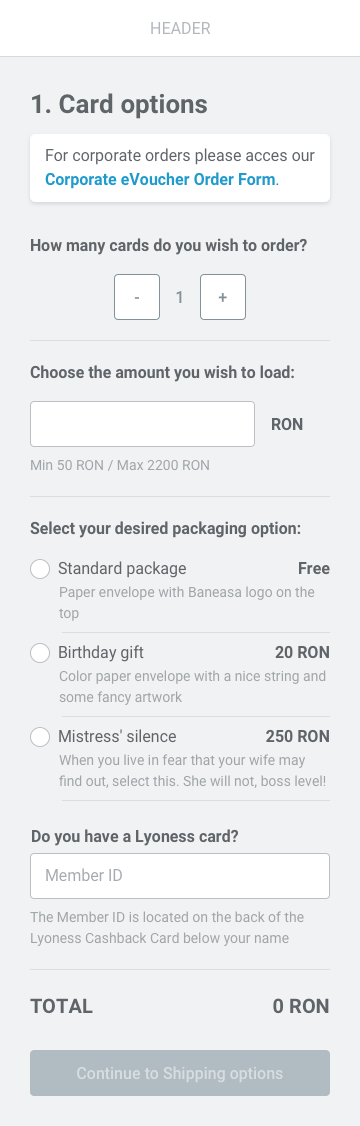 HEADER
1. Card options
For corporate orders please acces our
Corporate eVoucher Order Form.
How many cards do you wish to order?
- 1 +
Choose the amount you wish to load:
RON
Min 50 RON / Max 2200 RON
Select your desired packaging option:
Standard package Free
Paper envelope with Baneasa logo on the
top
Birthday gift 20 RON
Color paper envelope with a nice string and
some fancy artwork
Mistress' silence 250 RON
When you live in fear that your wife may
find out, select this. She will not, boss level!
Do you have a Lyoness card?
Member ID
The Member ID is located on the back of the
Lyoness Cashback Card below your name
TOTAL 0 RON
Continue to Shipping options